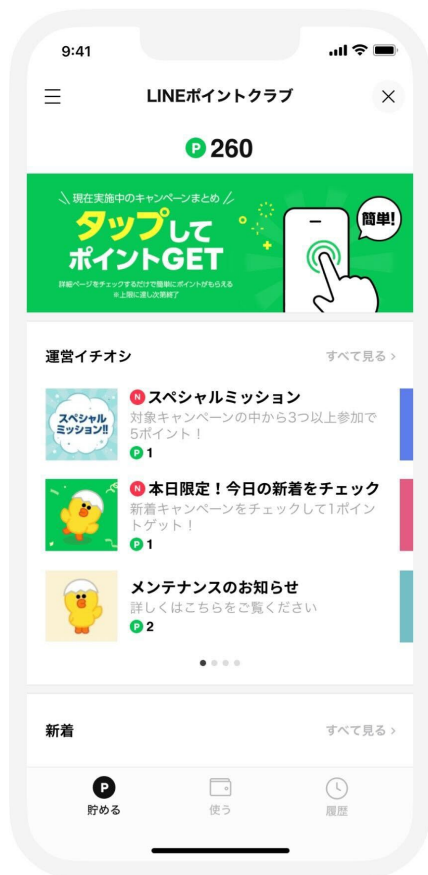 9:41
LINEポイントクラブ
P 260
\ 現在実施中のキャンペーンまとめ /
タップして
ポイントGET
簡単!
詳細ページをチェックするだけで簡単にポイントがもらえる
※上限に達し次第終了
運営イチオシ
すべて見る >
スペシャル
ミッション!!
N スペシャルミッション
対象キャンペーンの中から3つ以上参加で
5ポイント！
P 1
N 本日限定！今日の新着をチェック
新着キャンペーンをチェックして1ポイン
トゲット！
P 1
メンテナンスのお知らせ
詳しくはこちらをご覧ください
P 2
新着
すべて見る >
P
貯める
使う
履歴